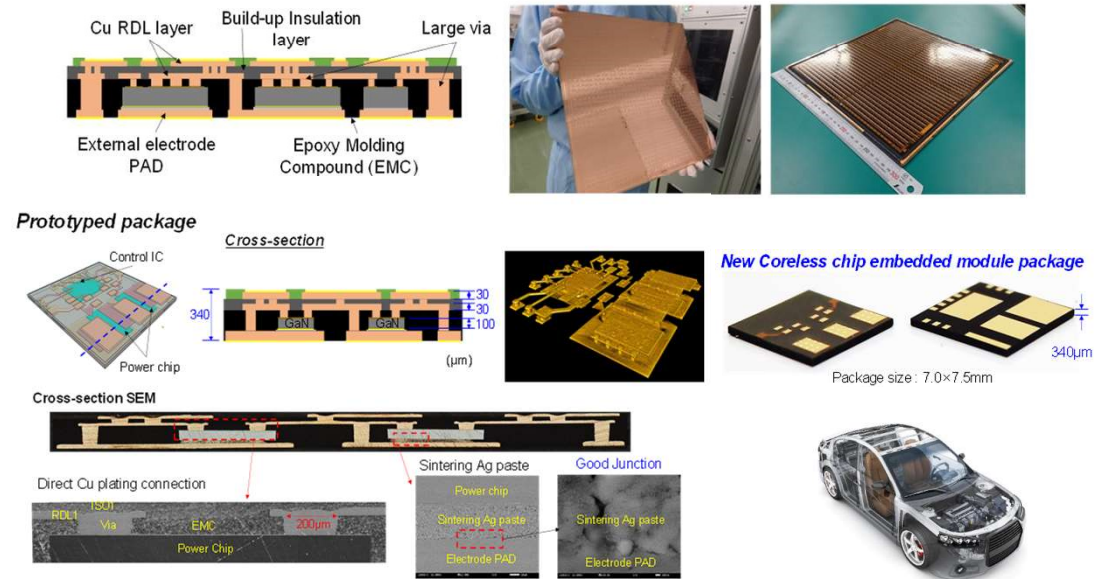 Cu RDL layer
Build-up Insulation
layer
Large via
External electrode
PAD
Epoxy Molding
Compound (EMC)
Prototyped package
Control IC
Power chip
Cross-section
340
GaN
GaN
30
30
100
(μm)
New Coreless chip embedded module package
340μm
Package size : 7.0×7.5mm
Cross-section SEM
Direct Cu plating connection
RDL1
ISO1
Via
EMC
200μm
Power Chip
Sintering Ag paste
Power chip
Sintering Ag paste
Electrode PAD
Good Junction
Sintering Ag paste
Electrode PAD